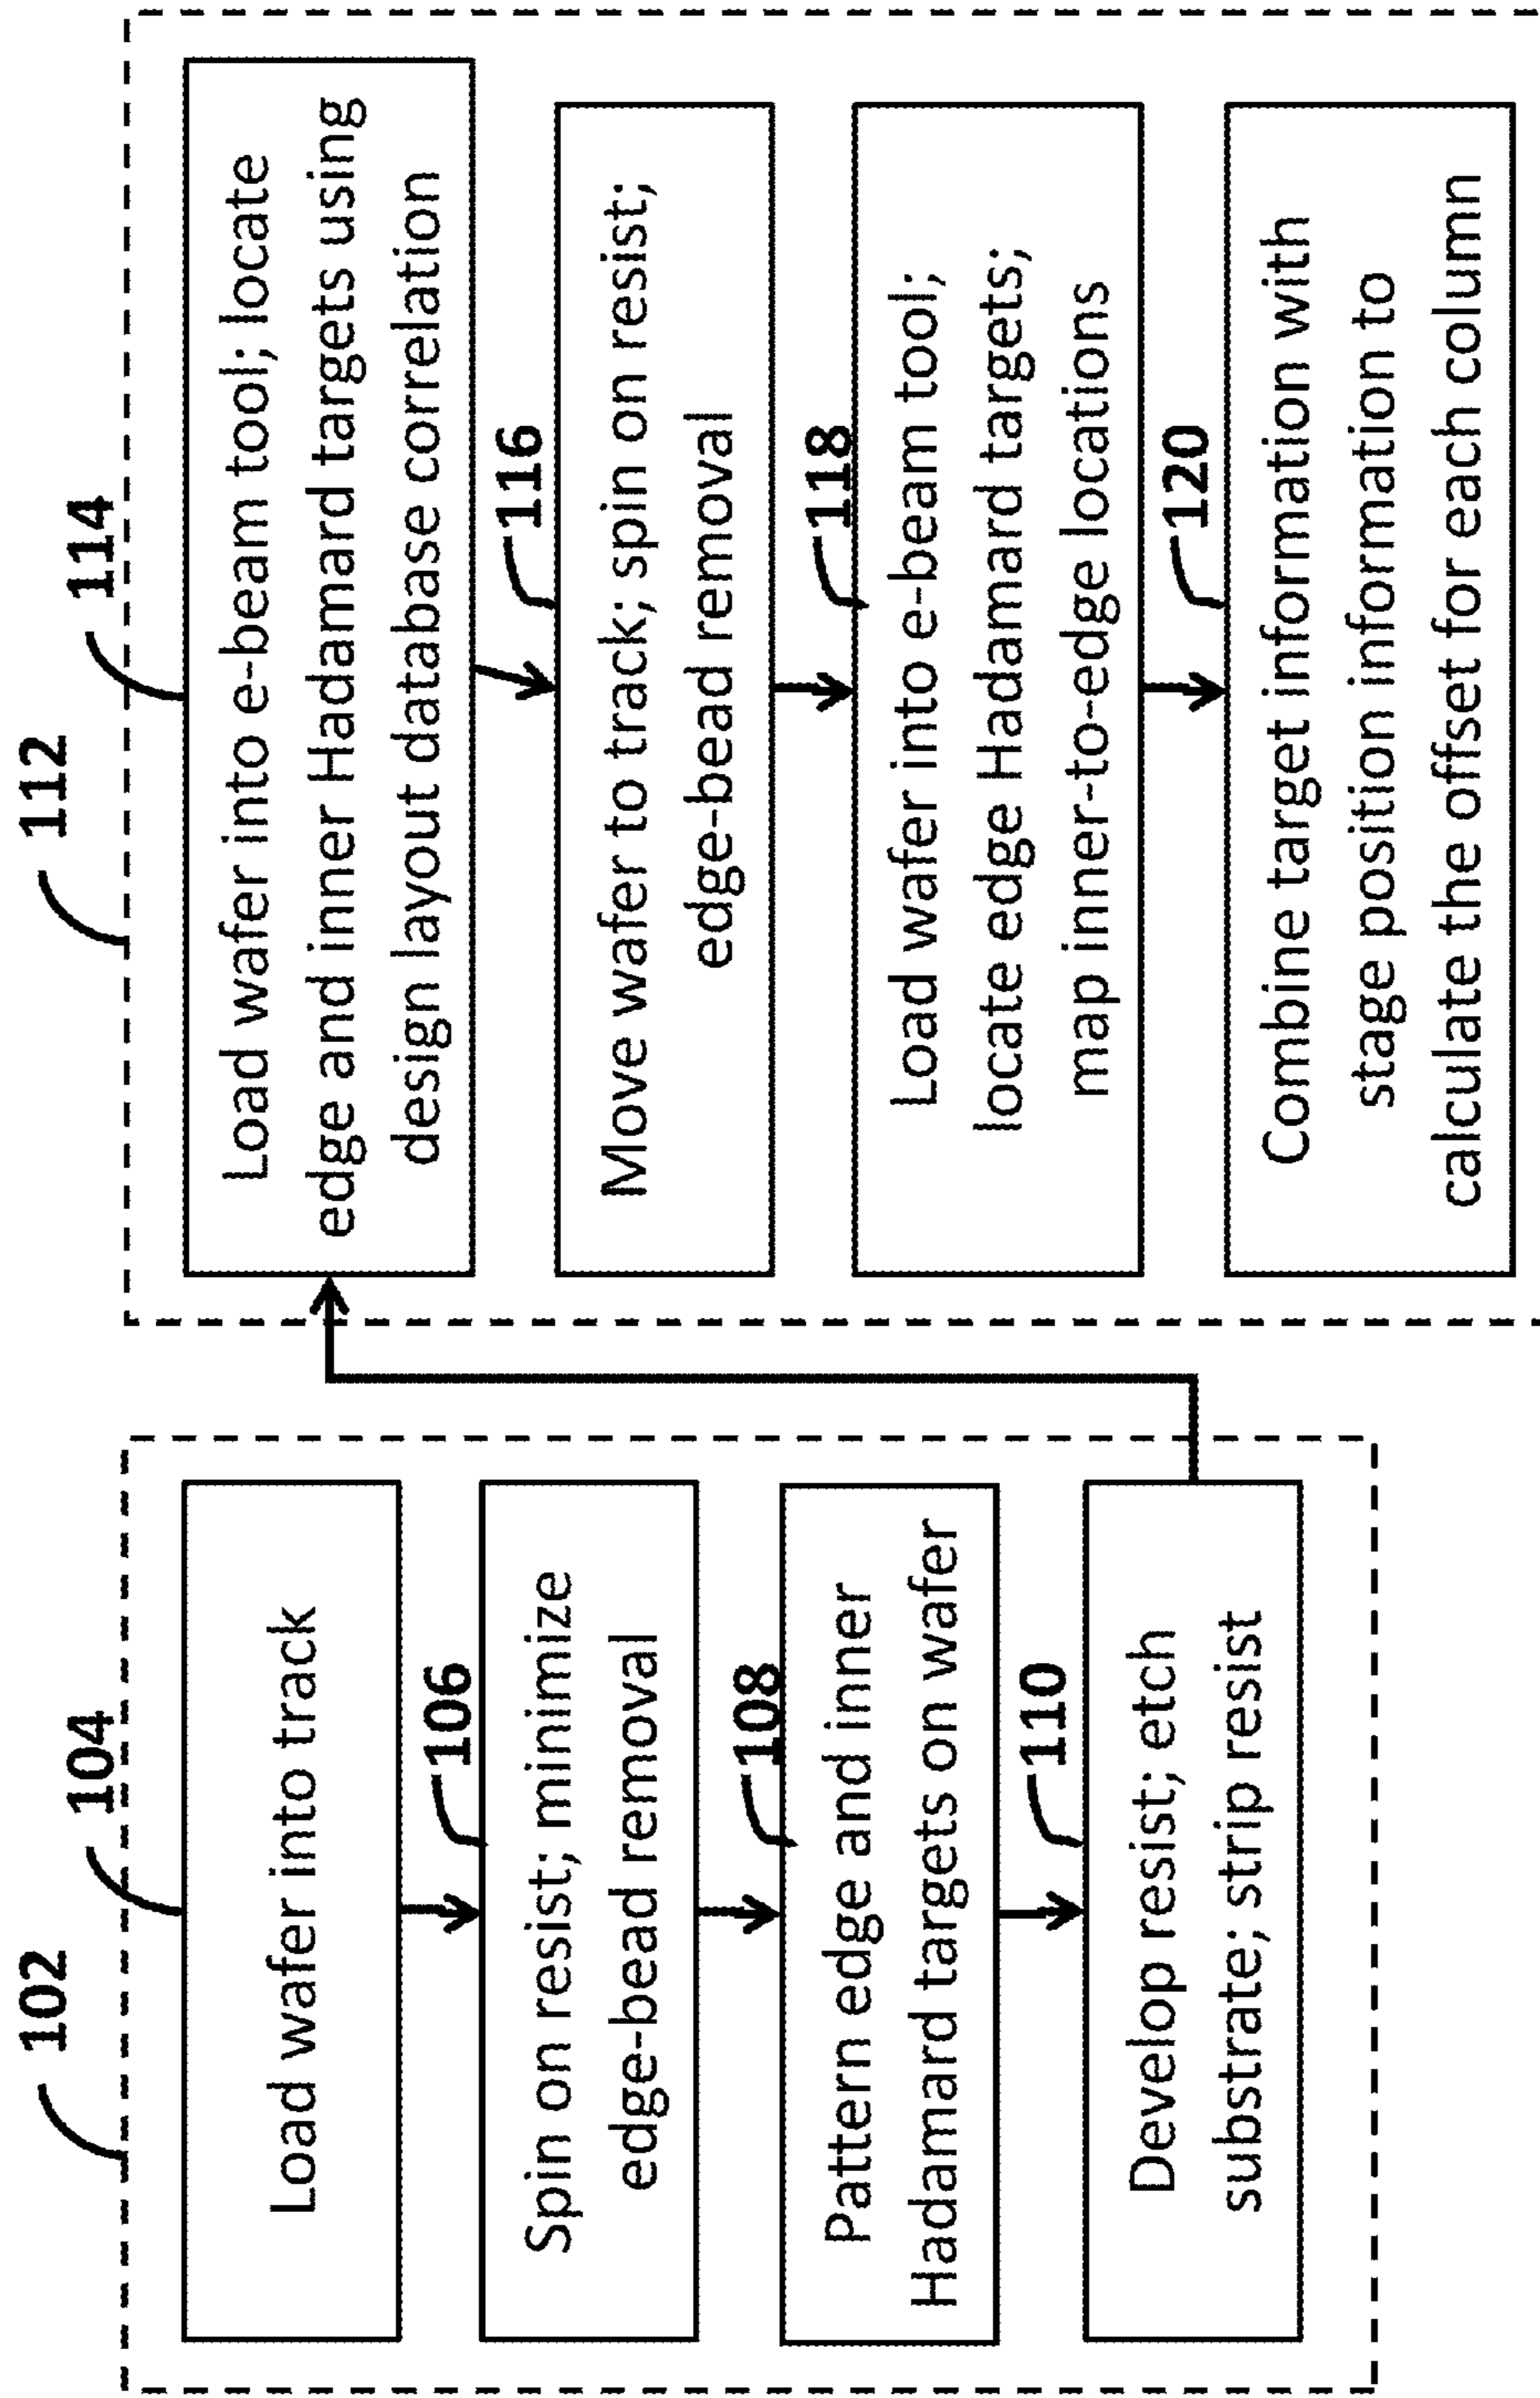 102
104
Load wafer into track
106
Spin on resist; minimize
edge-bead removal
108
Pattern edge and inner
Hadamard targets on wafer
110
Develop resist; etch
substrate; strip resist
112
114
Load wafer into e-beam tool; locate
edge and inner Hadamard targets using
design layout database correlation
116
Move wafer to track; spin on resist;
edge-bead removal
118
Load wafer into e-beam tool;
locate edge Hadamard targets;
map inner-to-edge locations
120
Combine target information with
stage position information to
calculate the offset for each column